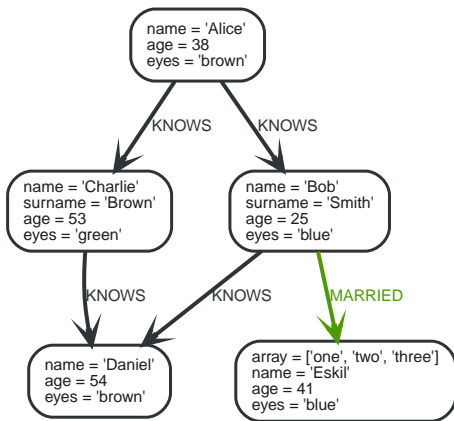 name = 'Alice'
age = 38
eyes = 'brown'
KNOWS
KNOWS
name = 'Charlie'
surname = 'Brown'
age = 53
eyes = 'green'
name = 'Bob'
surname = 'Smith'
age = 25
eyes = 'blue'
KNOWS
KNOWS
MARRIED
name = 'Daniel'
age = 54
eyes = 'brown'
array = ['one', 'two', 'three']
name = 'Eskil'
age = 41
eyes = 'blue'